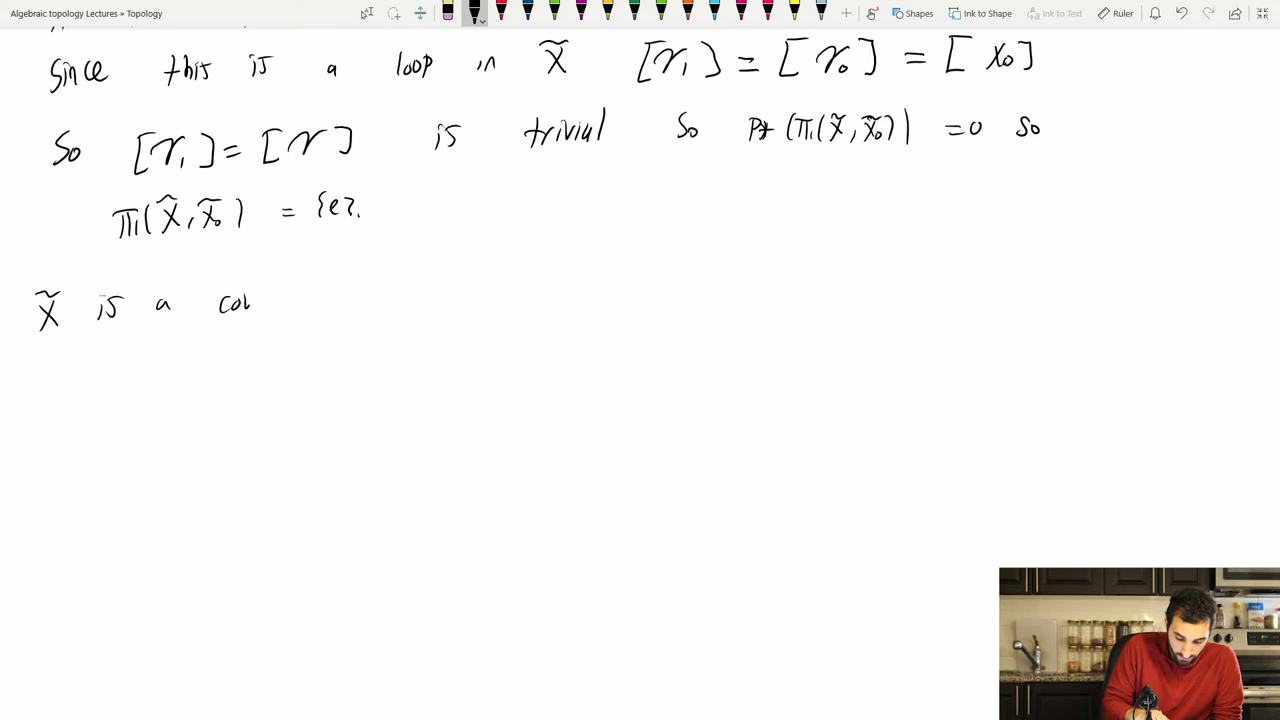 Algebraic topology Lectures » Topology
Shapes Ink to Shape Ink to Text Ruler
Since this is a loop in X̃ [γ₁] = [γ₀] = [x₀]
So [γ₁] = [γ] is trivial So p* (π₁(X̃, x̃₀)) = 0 So
π₁(X̃, x̃₀) = {e}.
X̃ is a cov